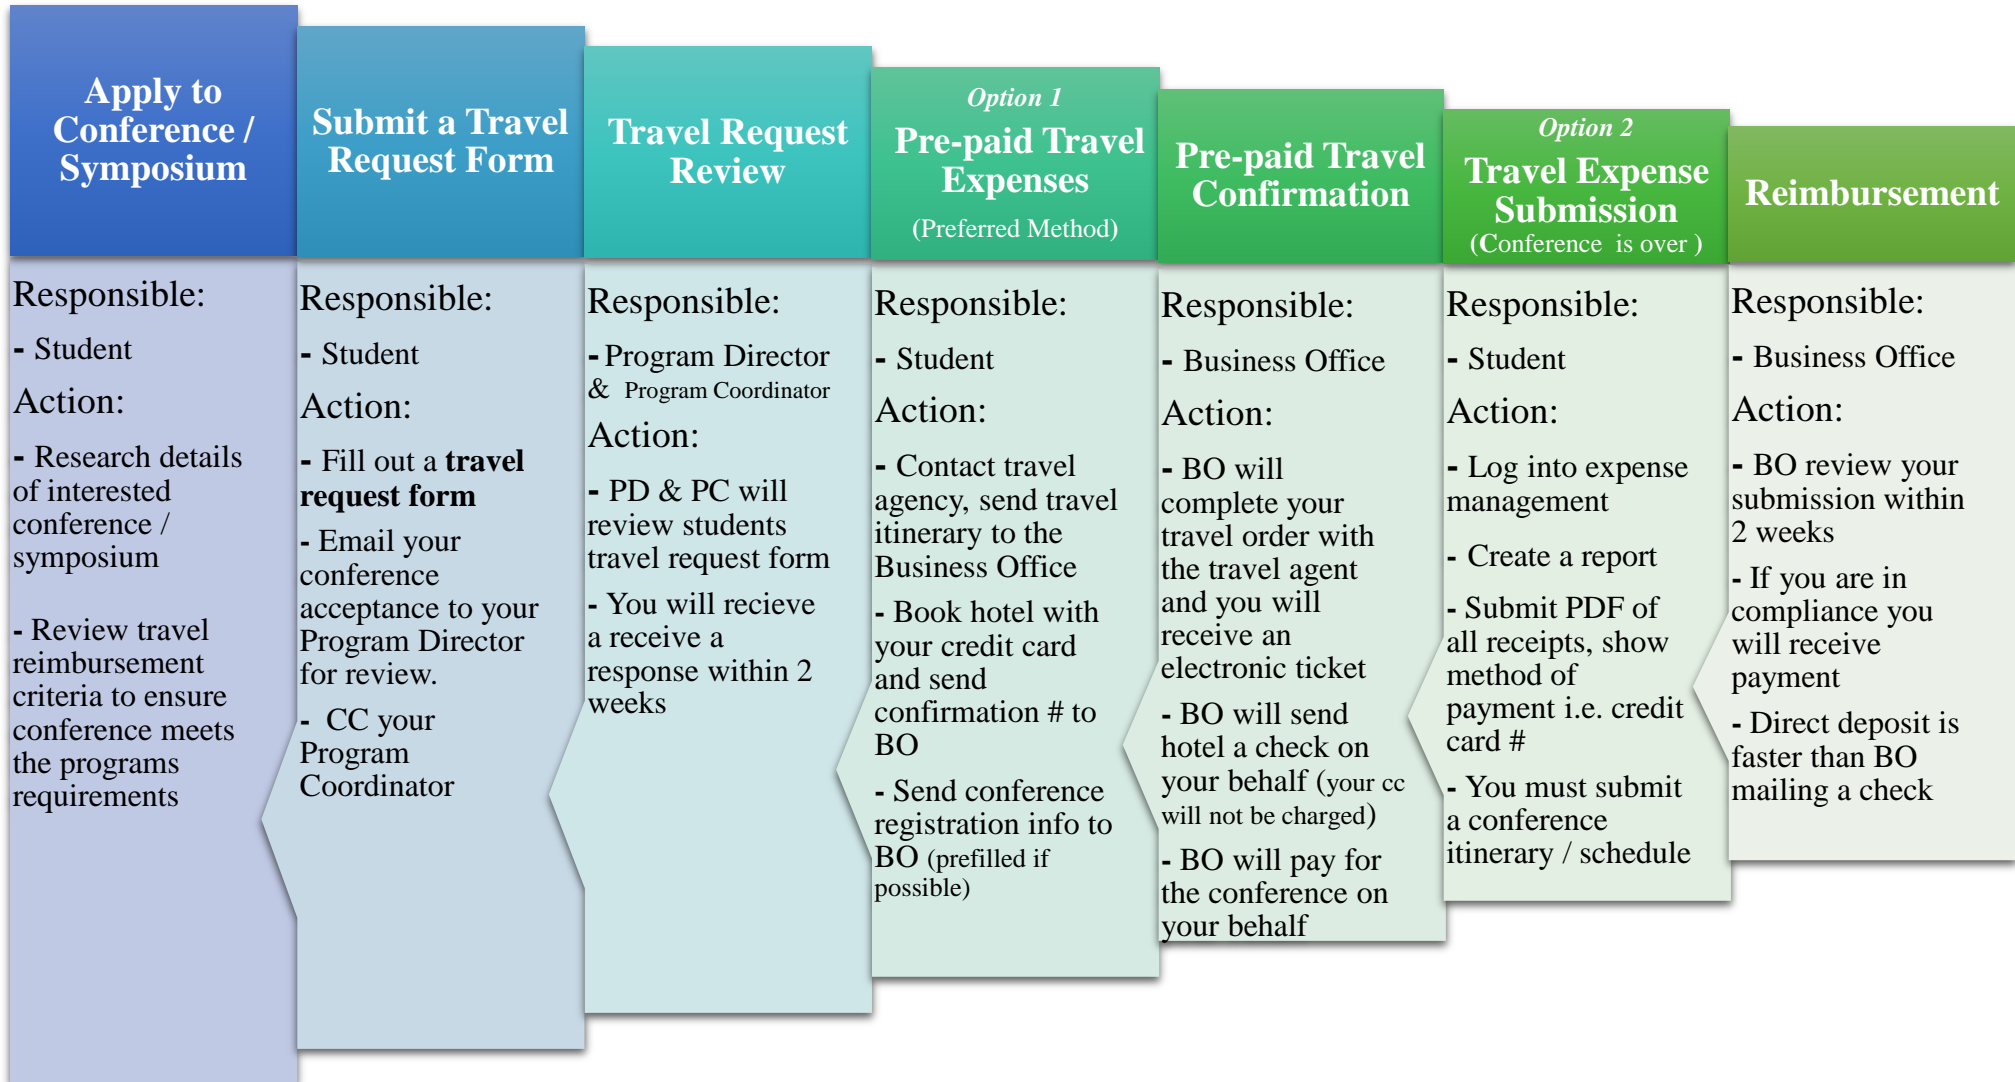 Apply to
Conference /
Symposium
Responsible:
- Student
Action:
- Research details
of interested
conference /
symposium
- Review travel
reimbursement
criteria to ensure
conference meets
the programs
requirements
Submit a Travel
Request Form
Responsible:
- Student
Action:
- Fill out a travel
request form
- Email your
conference
acceptance to your
Program Director
for review.
- CC your
Program
Coordinator
Travel Request
Review
Responsible:
- Program Director
& Program Coordinator
Action:
- PD & PC will
review students
travel request form
- You will recieve
a receive a
response within 2
weeks
Option 1
Pre-paid Travel
Expenses
(Preferred Method)
Responsible:
- Student
Action:
- Contact travel
agency, send travel
itinerary to the
Business Office
- Book hotel with
your credit card
and send
confirmation # to
BO
- Send conference
registration info to
BO (prefilled if
possible)
Pre-paid Travel
Confirmation
Responsible:
- Business Office
Action:
- BO will
complete your
travel order with
the travel agent
and you will
receive an
electronic ticket
- BO will send
hotel a check on
your behalf (your cc
will not be charged)
- BO will pay for
the conference on
your behalf
Option 2
Travel Expense
Submission
(Conference is over )
Responsible:
- Student
Action:
- Log into expense
management
- Create a report
- Submit PDF of
all receipts, show
method of
payment i.e. credit
card #
- You must submit
a conference
itinerary / schedule
Reimbursement
Responsible:
- Business Office
Action:
- BO review your
submission within
2 weeks
- If you are in
compliance you
will receive
payment
- Direct deposit is
faster than BO
mailing a check